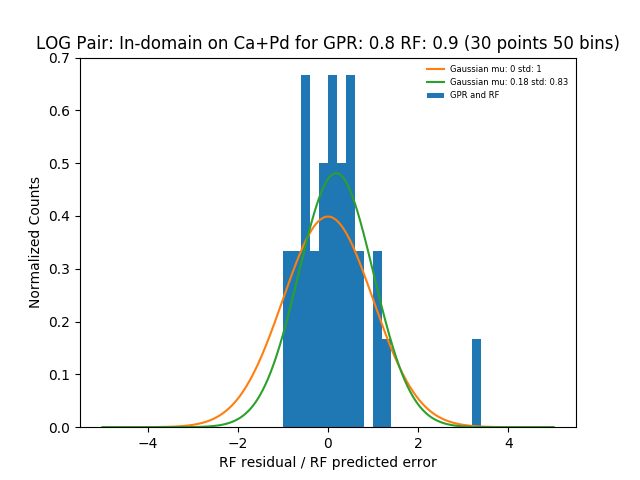 LOG Pair: In-domain on Ca+Pd for GPR: 0.8 RF: 0.9 (30 points 50 bins)
Gaussian mu: 0 std: 1
Gaussian mu: 0.18 std: 0.83
GPR and RF
Normalized Counts
0.7
0.6
0.5
0.4
0.3
0.2
0.1
0.0
−4 −2 0 2 4
RF residual / RF predicted error